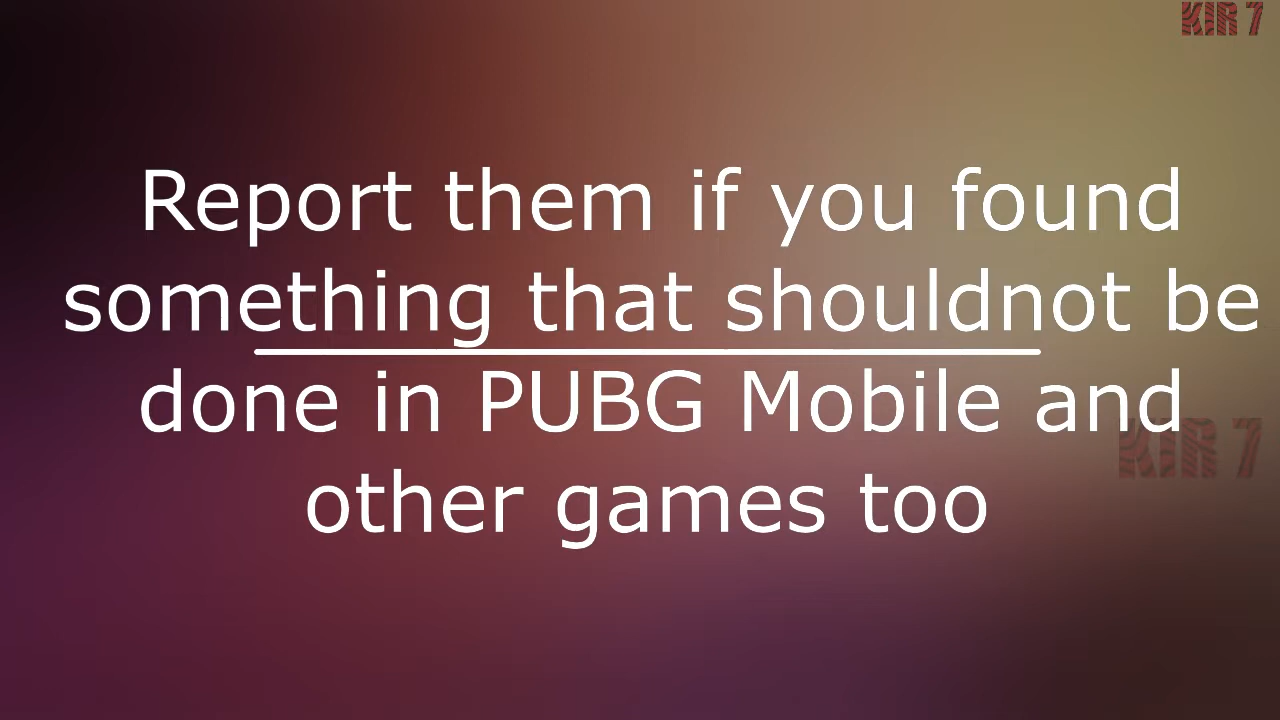 KIR 7
Report them if you found
something that shouldnot be
done in PUBG Mobile and
KIR 7
other games too